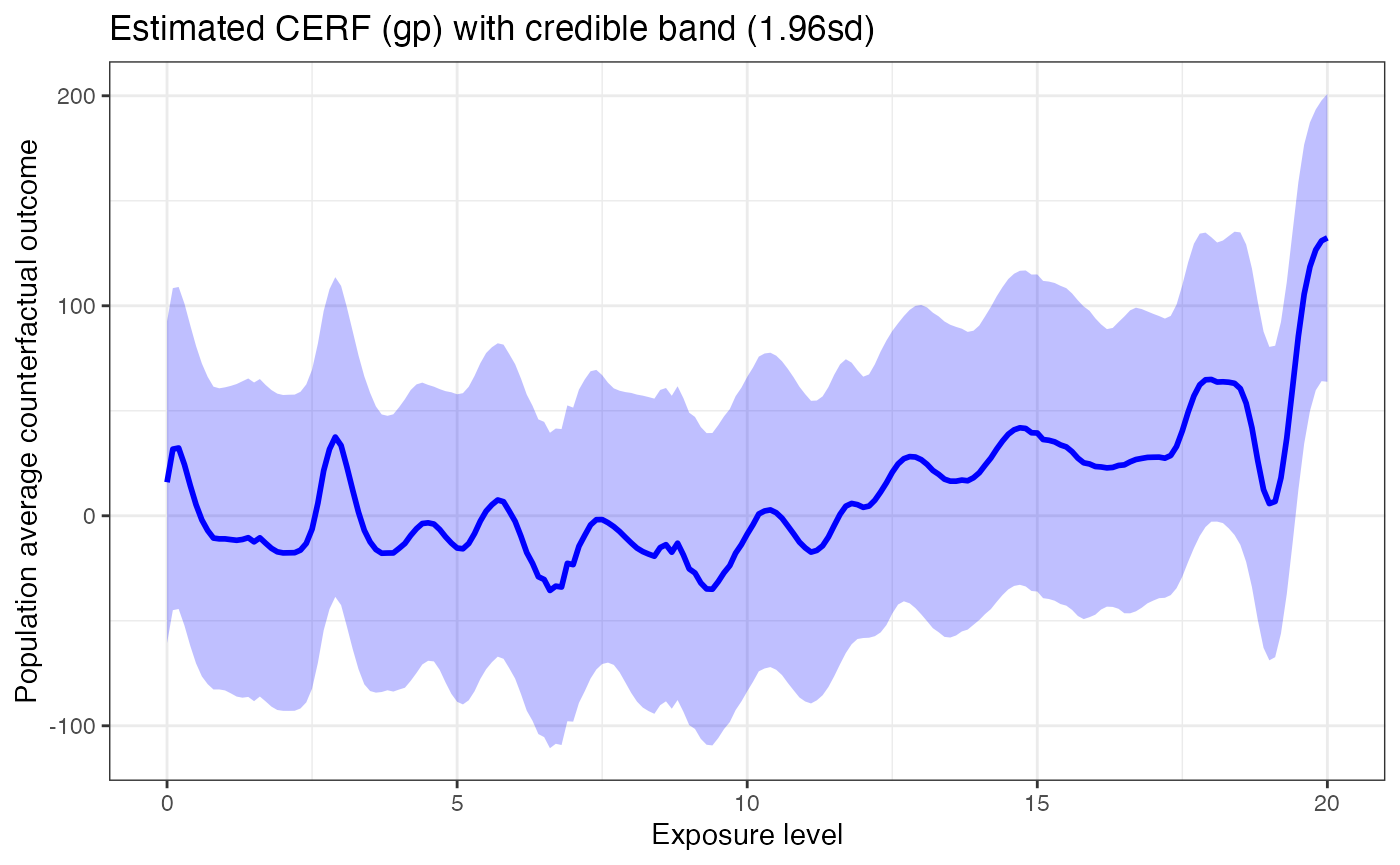 Estimated CERF (gp) with credible band (1.96sd)
Population average counterfactual outcome
200
100
0
-100
0 5 10 15 20
Exposure level